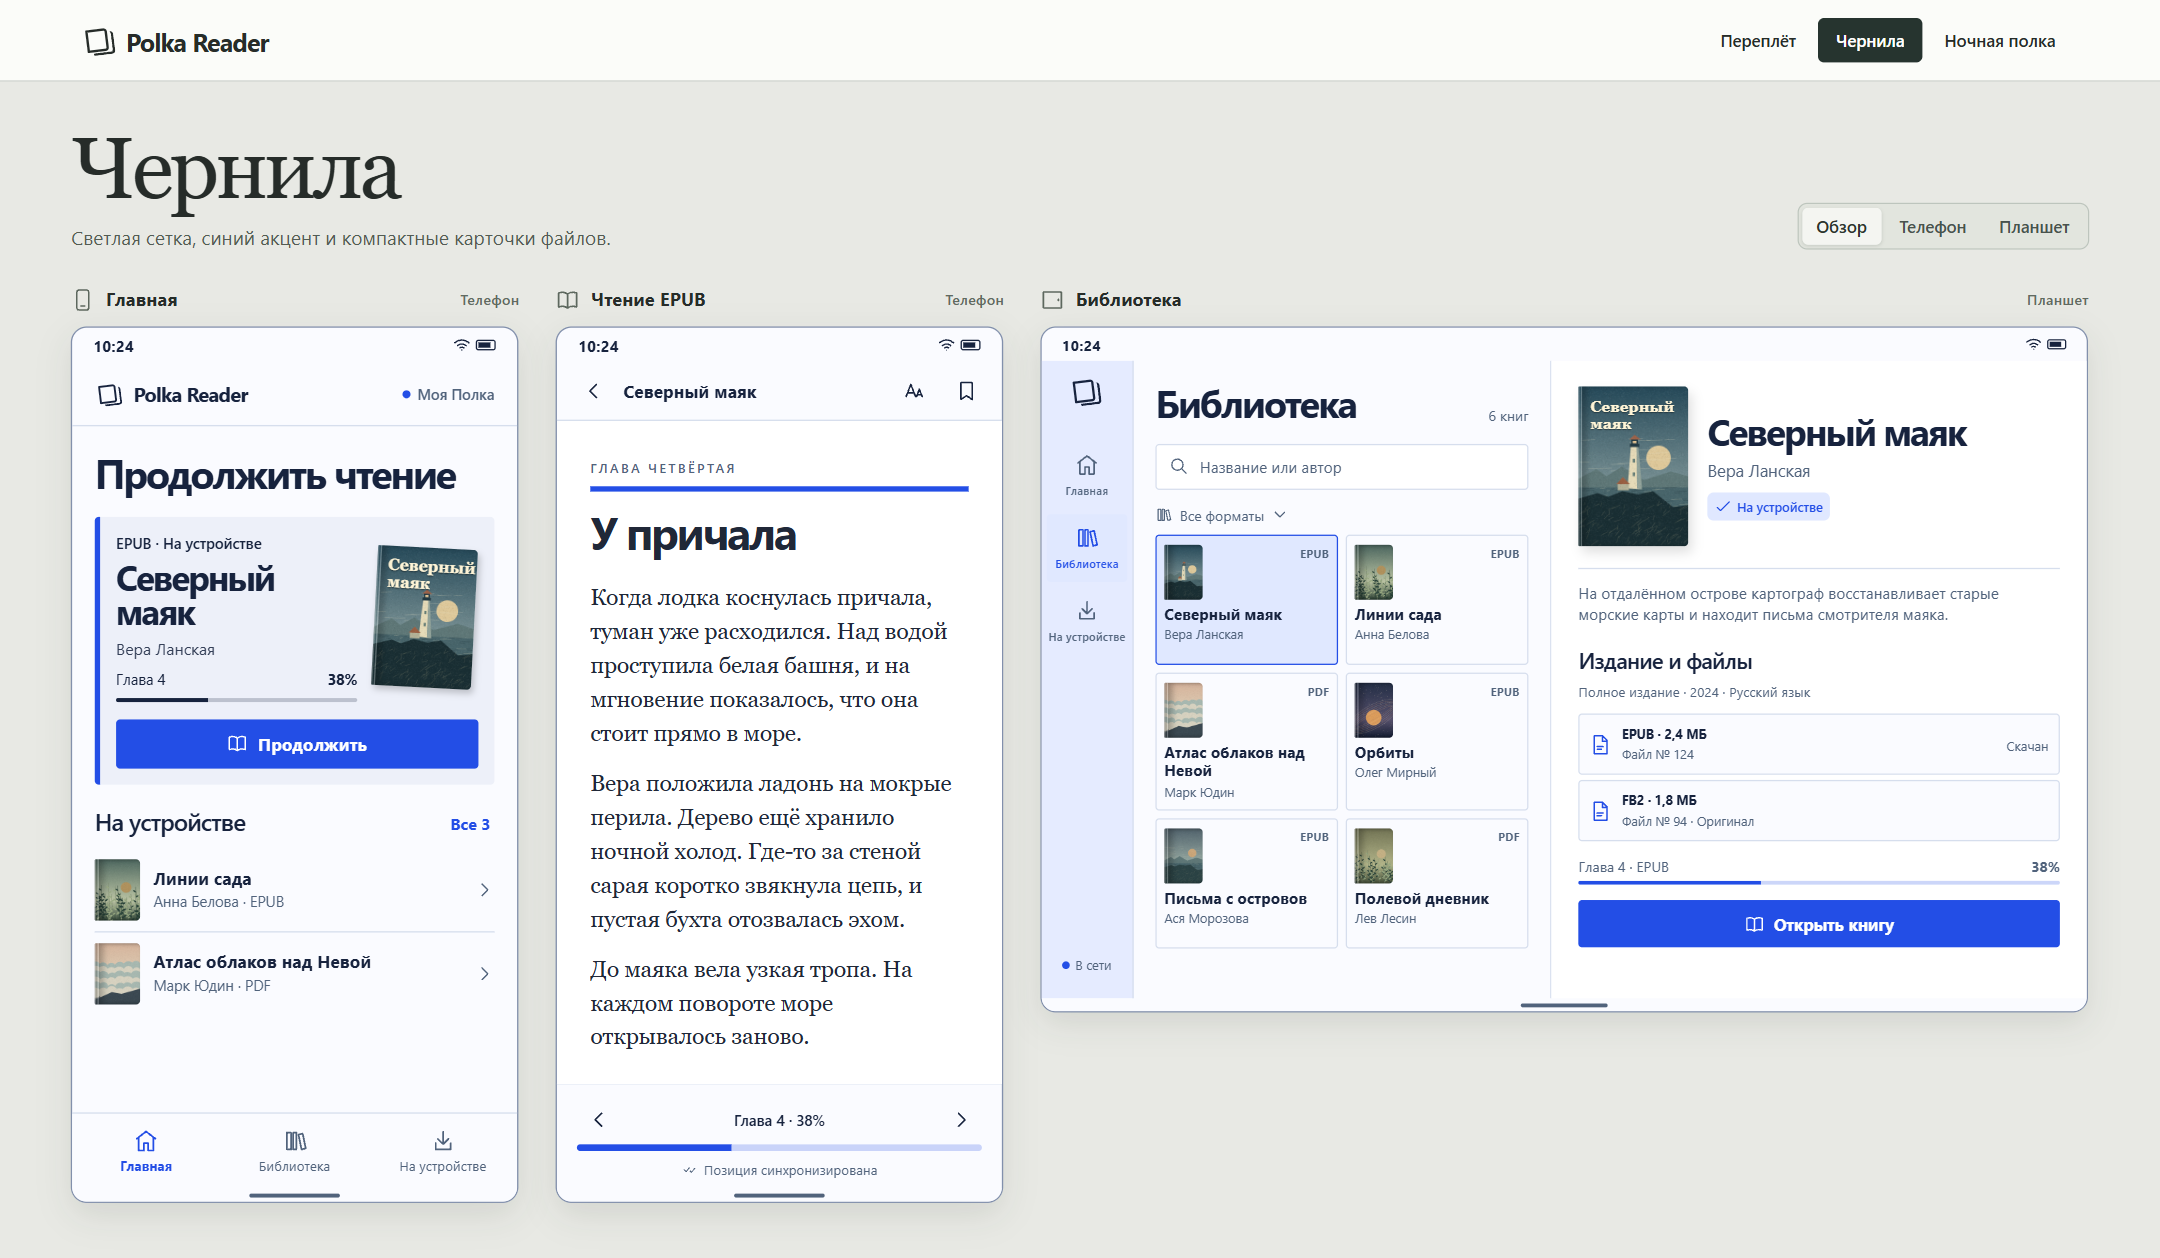 Polka Reader
Переплёт
Чернила
Ночная полка
Чернила
Светлая сетка, синий акцент и компактные карточки файлов.
Обзор
Телефон
Планшет
Главная
Телефон
10:24
Polka Reader
Моя Полка
Продолжить чтение
EPUB · На устройстве
Северный
маяк
Вера Ланская
Глава 4
38%
Северный
маяк
Продолжить
На устройстве
Все 3
Линии сада
Анна Белова · EPUB
Атлас облаков над Невой
Марк Юдин · PDF
Главная
Библиотека
На устройстве
Чтение EPUB
Телефон
10:24
Северный маяк
ГЛАВА ЧЕТВЁРТАЯ
У причала
Когда лодка коснулась причала,
туман уже расходился. Над водой
проступила белая башня, и на
мгновение показалось, что она
стоит прямо в море.
Вера положила ладонь на мокрые
перила. Дерево ещё хранило
ночной холод. Где-то за стеной
сарая коротко звякнула цепь, и
пустая бухта отозвалась эхом.
До маяка вела узкая тропа. На
каждом повороте море
открывалось заново.
Глава 4 · 38%
Позиция синхронизирована
Библиотека
Планшет
10:24
Главная
Библиотека
На устройстве
В сети
Библиотека
6 книг
Название или автор
Все форматы
EPUB
Северный маяк
Вера Ланская
EPUB
Линии сада
Анна Белова
PDF
Атлас облаков над
Невой
Марк Юдин
EPUB
Орбиты
Олег Мирный
EPUB
Письма с островов
Ася Морозова
PDF
Полевой дневник
Лев Лесин
Северный
маяк
Северный маяк
Вера Ланская
На устройстве
На отдалённом острове картограф восстанавливает старые
морские карты и находит письма смотрителя маяка.
Издание и файлы
Полное издание · 2024 · Русский язык
EPUB · 2,4 МБ
Файл № 124
Скачан
FB2 · 1,8 МБ
Файл № 94 · Оригинал
Глава 4 · EPUB
38%
Открыть книгу